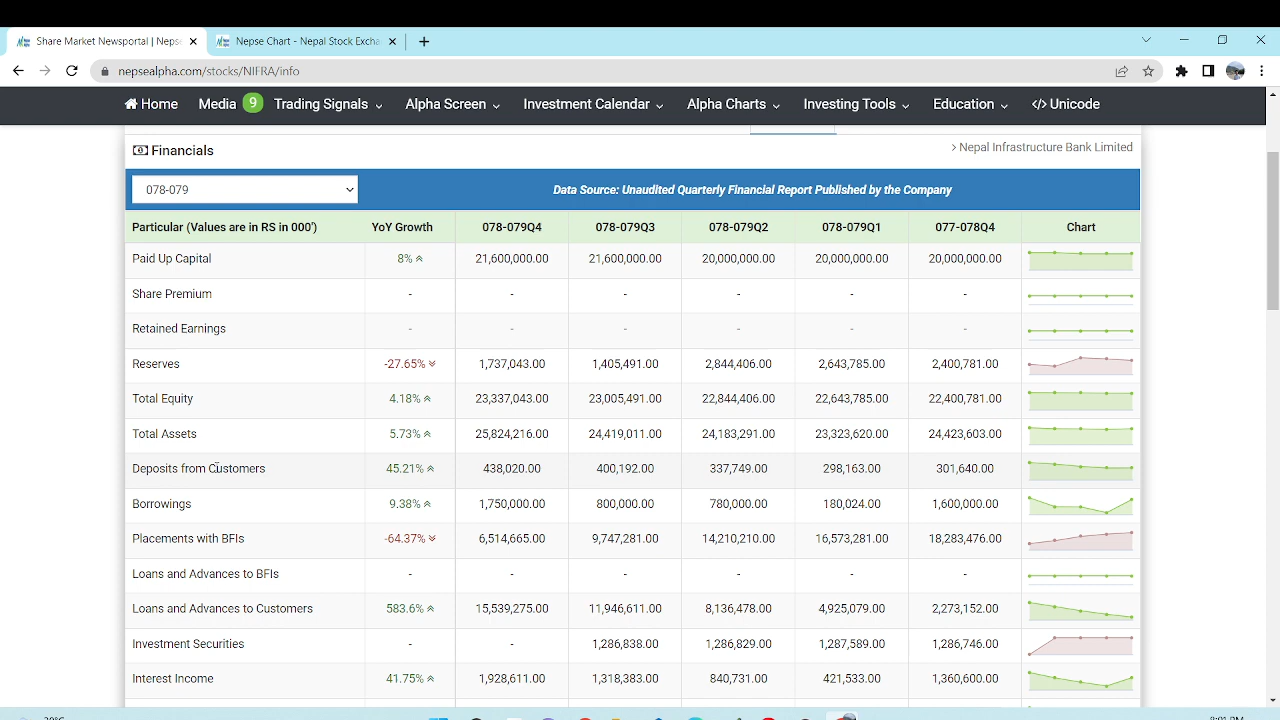 Share Market Newsportal | Nepse
Nepse Chart - Nepal Stock Excha
nepsealpha.com/stocks/NIFRA/info
Home Media 9 Trading Signals Alpha Screen Investment Calendar Alpha Charts Investing Tools Education </> Unicode
Financials > Nepal Infrastructure Bank Limited
078-079 Data Source: Unaudited Quarterly Financial Report Published by the Company
Particular (Values are in RS in 000') YoY Growth 078-079Q4 078-079Q3 078-079Q2 078-079Q1 077-078Q4 Chart
Paid Up Capital 8% 21,600,000.00 21,600,000.00 20,000,000.00 20,000,000.00 20,000,000.00
Share Premium - - - - - -
Retained Earnings - - - - - -
Reserves -27.65% 1,737,043.00 1,405,491.00 2,844,406.00 2,643,785.00 2,400,781.00
Total Equity 4.18% 23,337,043.00 23,005,491.00 22,844,406.00 22,643,785.00 22,400,781.00
Total Assets 5.73% 25,824,216.00 24,419,011.00 24,183,291.00 23,323,620.00 24,423,603.00
Deposits from Customers 45.21% 438,020.00 400,192.00 337,749.00 298,163.00 301,640.00
Borrowings 9.38% 1,750,000.00 800,000.00 780,000.00 180,024.00 1,600,000.00
Placements with BFIs -64.37% 6,514,665.00 9,747,281.00 14,210,210.00 16,573,281.00 18,283,476.00
Loans and Advances to BFIs - - - - - -
Loans and Advances to Customers 583.6% 15,539,275.00 11,946,611.00 8,136,478.00 4,925,079.00 2,273,152.00
Investment Securities - - 1,286,838.00 1,286,829.00 1,287,589.00 1,286,746.00
Interest Income 41.75% 1,928,611.00 1,318,383.00 840,731.00 421,533.00 1,360,600.00